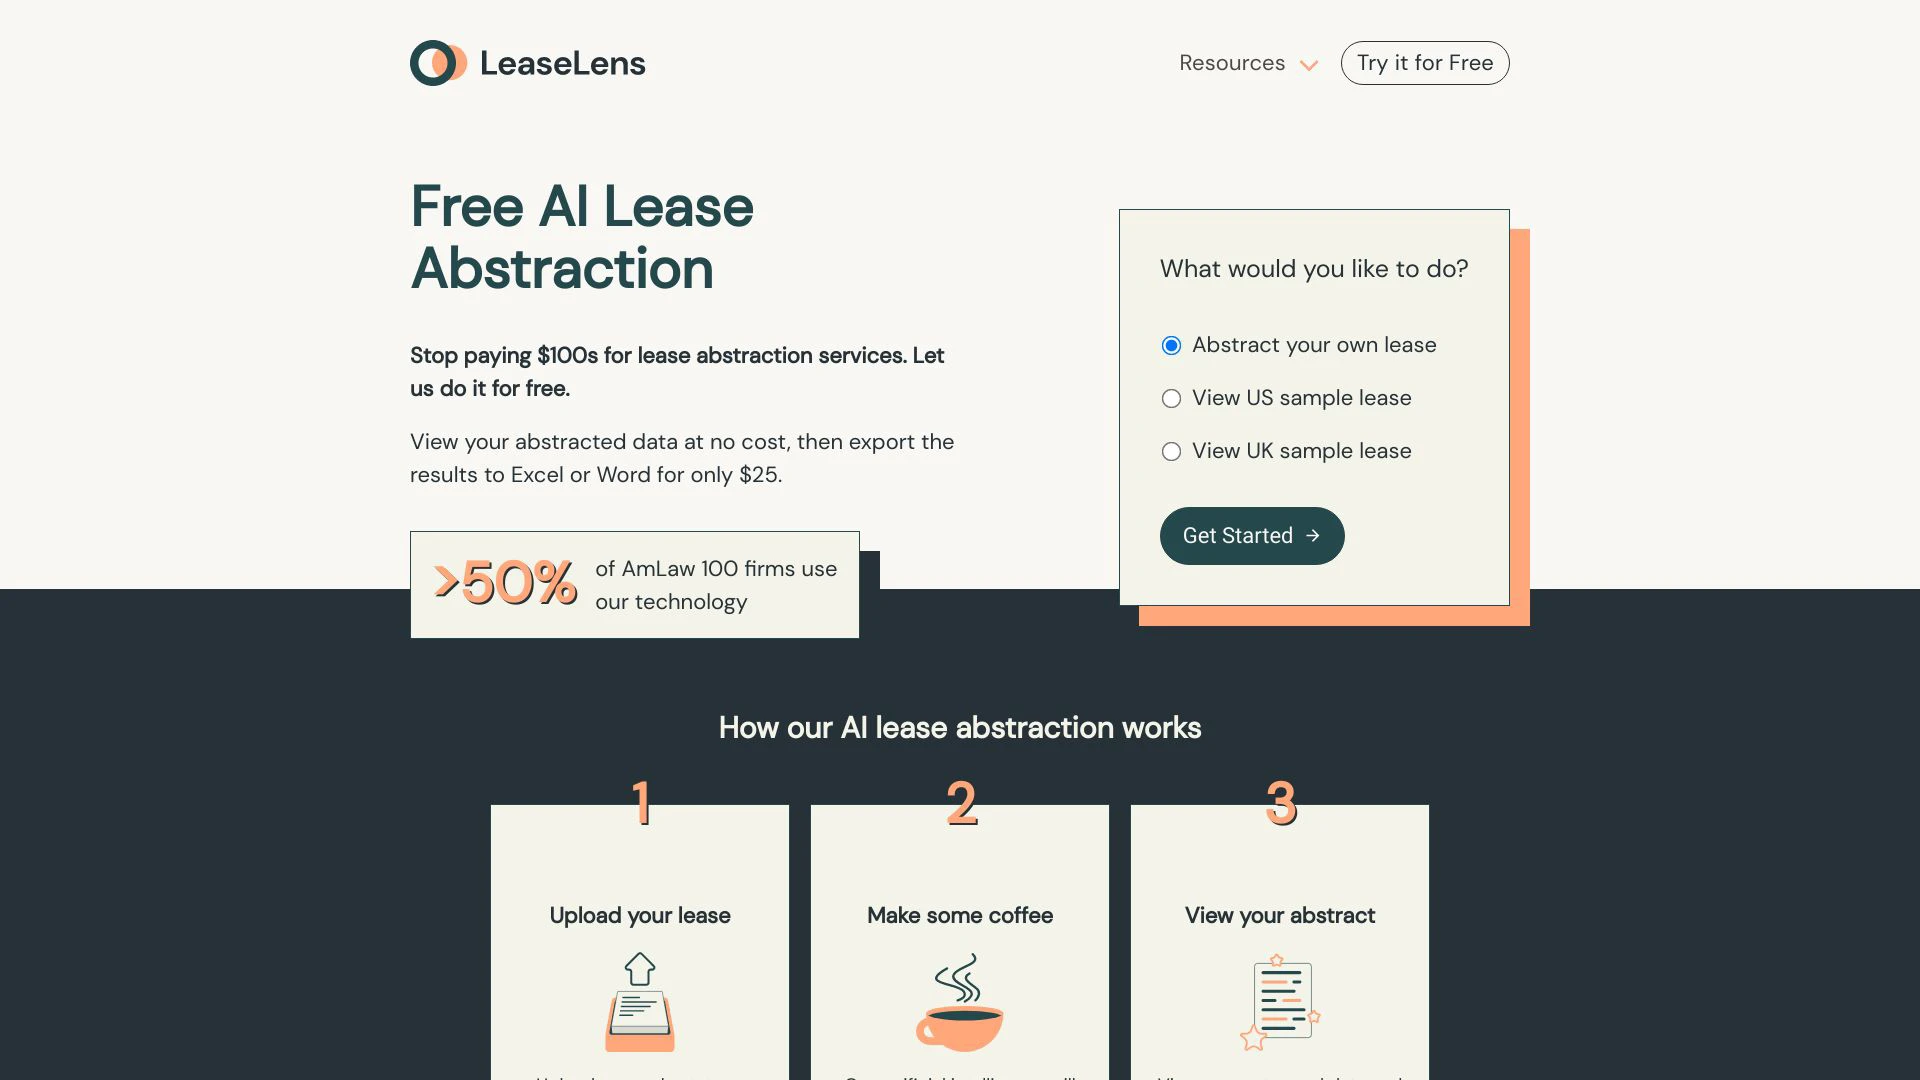 LeaseLens
Resources
Try it for Free
Free AI Lease
Abstraction
Stop paying $100s for lease abstraction services. Let
us do it for free.
View your abstracted data at no cost, then export the
results to Excel or Word for only $25.
>50%
of AmLaw 100 firms use
our technology
What would you like to do?
Abstract your own lease
View US sample lease
View UK sample lease
Get Started →
How our AI lease abstraction works
1
2
3
Upload your lease
Make some coffee
View your abstract